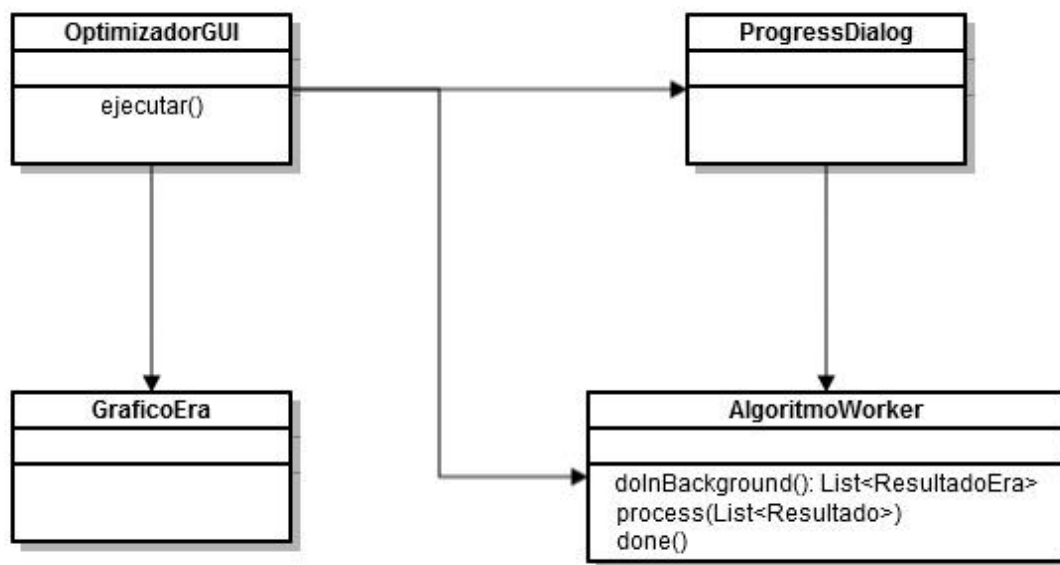 OptimizadorGUI
ejecutar()
ProgressDialog
GraficoEra
AlgoritmoWorker
doInBackground(): List<ResultadoEra>
process(List<Resultado>)
done()